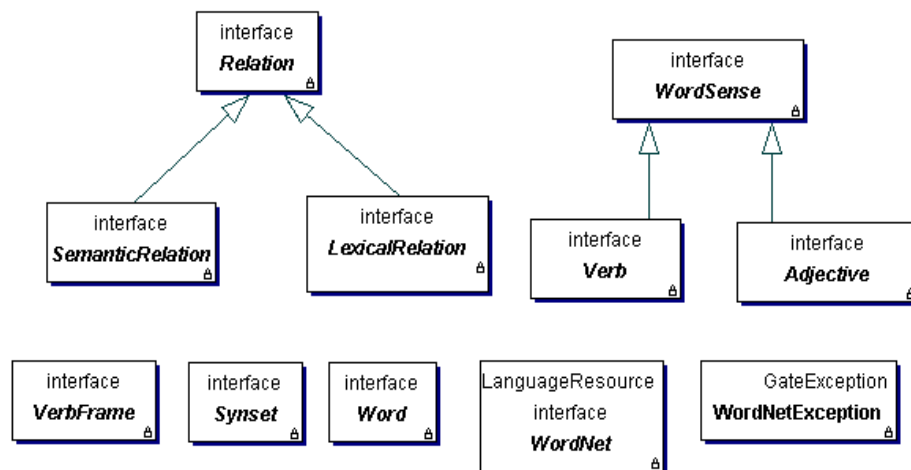 interface
Relation
interface
WordSense
interface
SemanticRelation
interface
LexicalRelation
interface
Verb
interface
Adjective
interface
VerbFrame
interface
Synset
interface
Word
LanguageResource
interface
WordNet
GateException
WordNetException